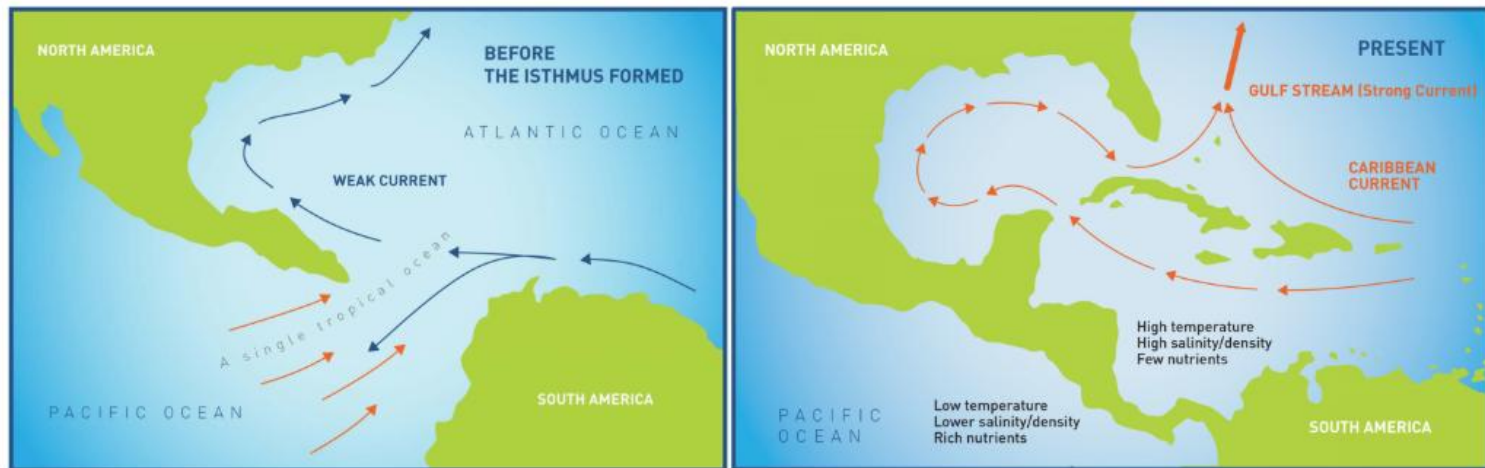 NORTH AMERICA
BEFORE
THE ISTHMUS FORMED
ATLANTIC OCEAN
WEAK CURRENT
A single tropical ocean
PACIFIC OCEAN
SOUTH AMERICA
NORTH AMERICA
PRESENT
GULF STREAM (Strong Current)
CARIBBEAN
CURRENT
High temperature
High salinity/density
Few nutrients
Low temperature
Lower salinity/density
Rich nutrients
PACIFIC
OCEAN
SOUTH AMERICA